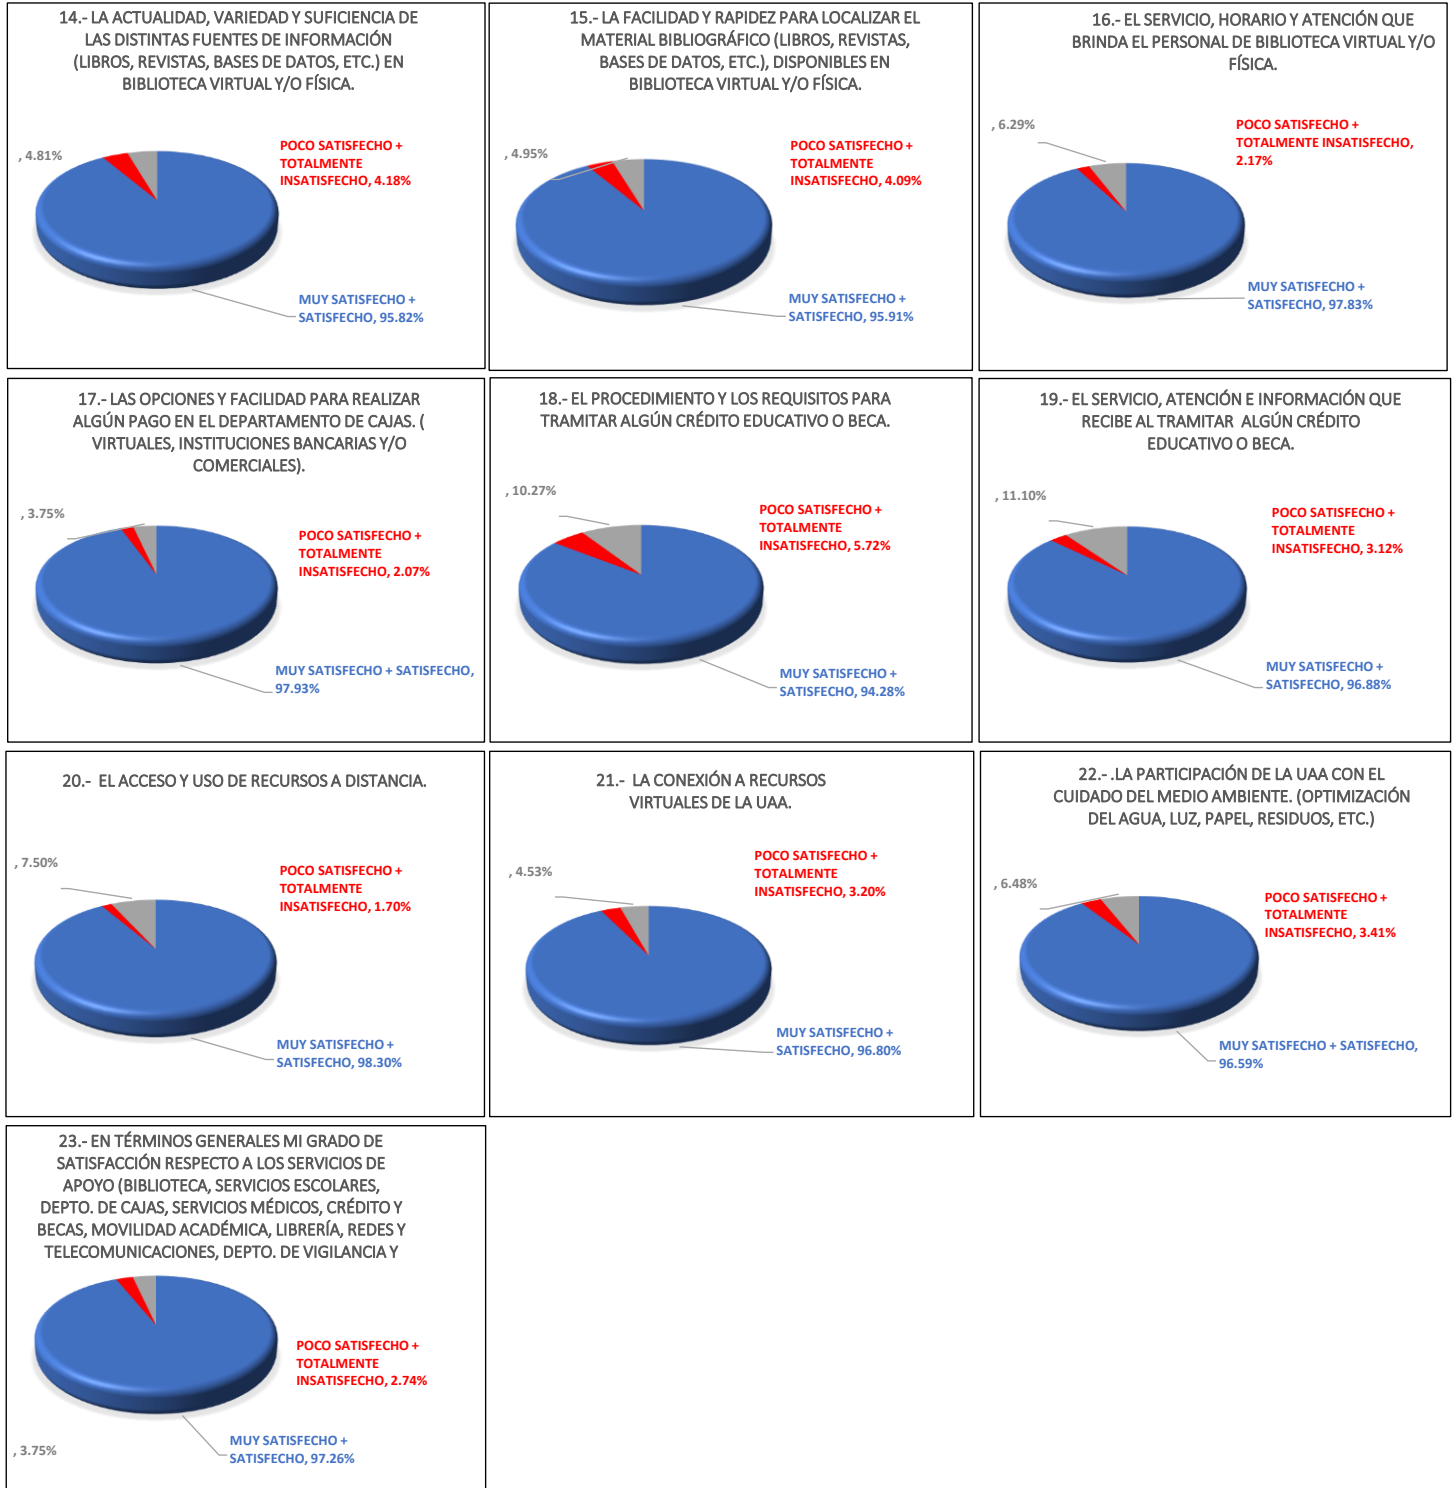 14.- LA ACTUALIDAD, VARIEDAD Y SUFICIENCIA DE
LAS DISTINTAS FUENTES DE INFORMACIÓN
(LIBROS, REVISTAS, BASES DE DATOS, ETC.) EN
BIBLIOTECA VIRTUAL Y/O FÍSICA.
, 4.81%
POCO SATISFECHO +
TOTALMENTE
INSATISFECHO, 4.18%
MUY SATISFECHO +
SATISFECHO, 95.82%
15.- LA FACILIDAD Y RAPIDEZ PARA LOCALIZAR EL
MATERIAL BIBLIOGRÁFICO (LIBROS, REVISTAS,
BASES DE DATOS, ETC.), DISPONIBLES EN
BIBLIOTECA VIRTUAL Y/O FÍSICA.
, 4.95%
POCO SATISFECHO +
TOTALMENTE
INSATISFECHO, 4.09%
MUY SATISFECHO +
SATISFECHO, 95.91%
16.- EL SERVICIO, HORARIO Y ATENCIÓN QUE
BRINDA EL PERSONAL DE BIBLIOTECA VIRTUAL Y/O
FÍSICA.
, 6.29%
POCO SATISFECHO +
TOTALMENTE INSATISFECHO,
2.17%
MUY SATISFECHO +
SATISFECHO, 97.83%
17.- LAS OPCIONES Y FACILIDAD PARA REALIZAR
ALGÚN PAGO EN EL DEPARTAMENTO DE CAJAS. (
VIRTUALES, INSTITUCIONES BANCARIAS Y/O
COMERCIALES).
, 3.75%
POCO SATISFECHO +
TOTALMENTE
INSATISFECHO, 2.07%
MUY SATISFECHO + SATISFECHO,
97.93%
18.- EL PROCEDIMIENTO Y LOS REQUISITOS PARA
TRAMITAR ALGÚN CRÉDITO EDUCATIVO O BECA.
, 10.27%
POCO SATISFECHO +
TOTALMENTE
INSATISFECHO, 5.72%
MUY SATISFECHO +
SATISFECHO, 94.28%
19.- EL SERVICIO, ATENCIÓN E INFORMACIÓN QUE
RECIBE AL TRAMITAR ALGÚN CRÉDITO
EDUCATIVO O BECA.
, 11.10%
POCO SATISFECHO +
TOTALMENTE
INSATISFECHO, 3.12%
MUY SATISFECHO +
SATISFECHO, 96.88%
20.- EL ACCESO Y USO DE RECURSOS A DISTANCIA.
, 7.50%
POCO SATISFECHO +
TOTALMENTE
INSATISFECHO, 1.70%
MUY SATISFECHO +
SATISFECHO, 98.30%
21.- LA CONEXIÓN A RECURSOS
VIRTUALES DE LA UAA.
, 4.53%
POCO SATISFECHO +
TOTALMENTE
INSATISFECHO, 3.20%
MUY SATISFECHO +
SATISFECHO, 96.80%
22.- .LA PARTICIPACIÓN DE LA UAA CON EL
CUIDADO DEL MEDIO AMBIENTE. (OPTIMIZACIÓN
DEL AGUA, LUZ, PAPEL, RESIDUOS, ETC.)
, 6.48%
POCO SATISFECHO +
TOTALMENTE
INSATISFECHO, 3.41%
MUY SATISFECHO + SATISFECHO,
96.59%
23.- EN TÉRMINOS GENERALES MI GRADO DE
SATISFACCIÓN RESPECTO A LOS SERVICIOS DE
APOYO (BIBLIOTECA, SERVICIOS ESCOLARES,
DEPTO. DE CAJAS, SERVICIOS MÉDICOS, CRÉDITO Y
BECAS, MOVILIDAD ACADÉMICA, LIBRERÍA, REDES Y
TELECOMUNICACIONES, DEPTO. DE VIGILANCIA Y
POCO SATISFECHO +
TOTALMENTE
INSATISFECHO, 2.74%
MUY SATISFECHO +
SATISFECHO, 97.26%
, 3.75%